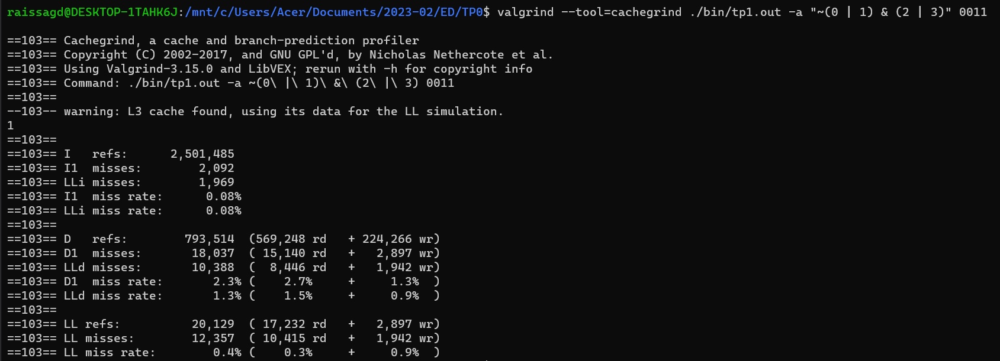 raissagd@DESKTOP-1TAHK6J:/mnt/c/Users/Acer/Documents/2023-02/ED/TP0$ valgrind --tool=cachegrind ./bin/tp1.out -a "~(0 | 1) & (2 | 3)" 0011
==103== Cachegrind, a cache and branch-prediction profiler
==103== Copyright (C) 2002-2017, and GNU GPL'd, by Nicholas Nethercote et al.
==103== Using Valgrind-3.15.0 and LibVEX; rerun with -h for copyright info
==103== Command: ./bin/tp1.out -a ~(0\ |\ 1)\ &\ (2\ |\ 3) 0011
==103==
--103-- warning: L3 cache found, using its data for the LL simulation.
1
==103==
==103== I   refs:      2,501,485
==103== I1  misses:        2,092
==103== LLi misses:        1,969
==103== I1  miss rate:      0.08%
==103== LLi miss rate:      0.08%
==103==
==103== D   refs:        793,514  (569,248 rd   + 224,266 wr)
==103== D1  misses:       18,037  ( 15,140 rd   +   2,897 wr)
==103== LLd misses:       10,388  (  8,446 rd   +   1,942 wr)
==103== D1  miss rate:       2.3% (    2.7%     +     1.3%  )
==103== LLd miss rate:       1.3% (    1.5%     +     0.9%  )
==103==
==103== LL refs:          20,129  ( 17,232 rd   +   2,897 wr)
==103== LL misses:        12,357  ( 10,415 rd   +   1,942 wr)
==103== LL miss rate:        0.4% (    0.3%     +     0.9%  )